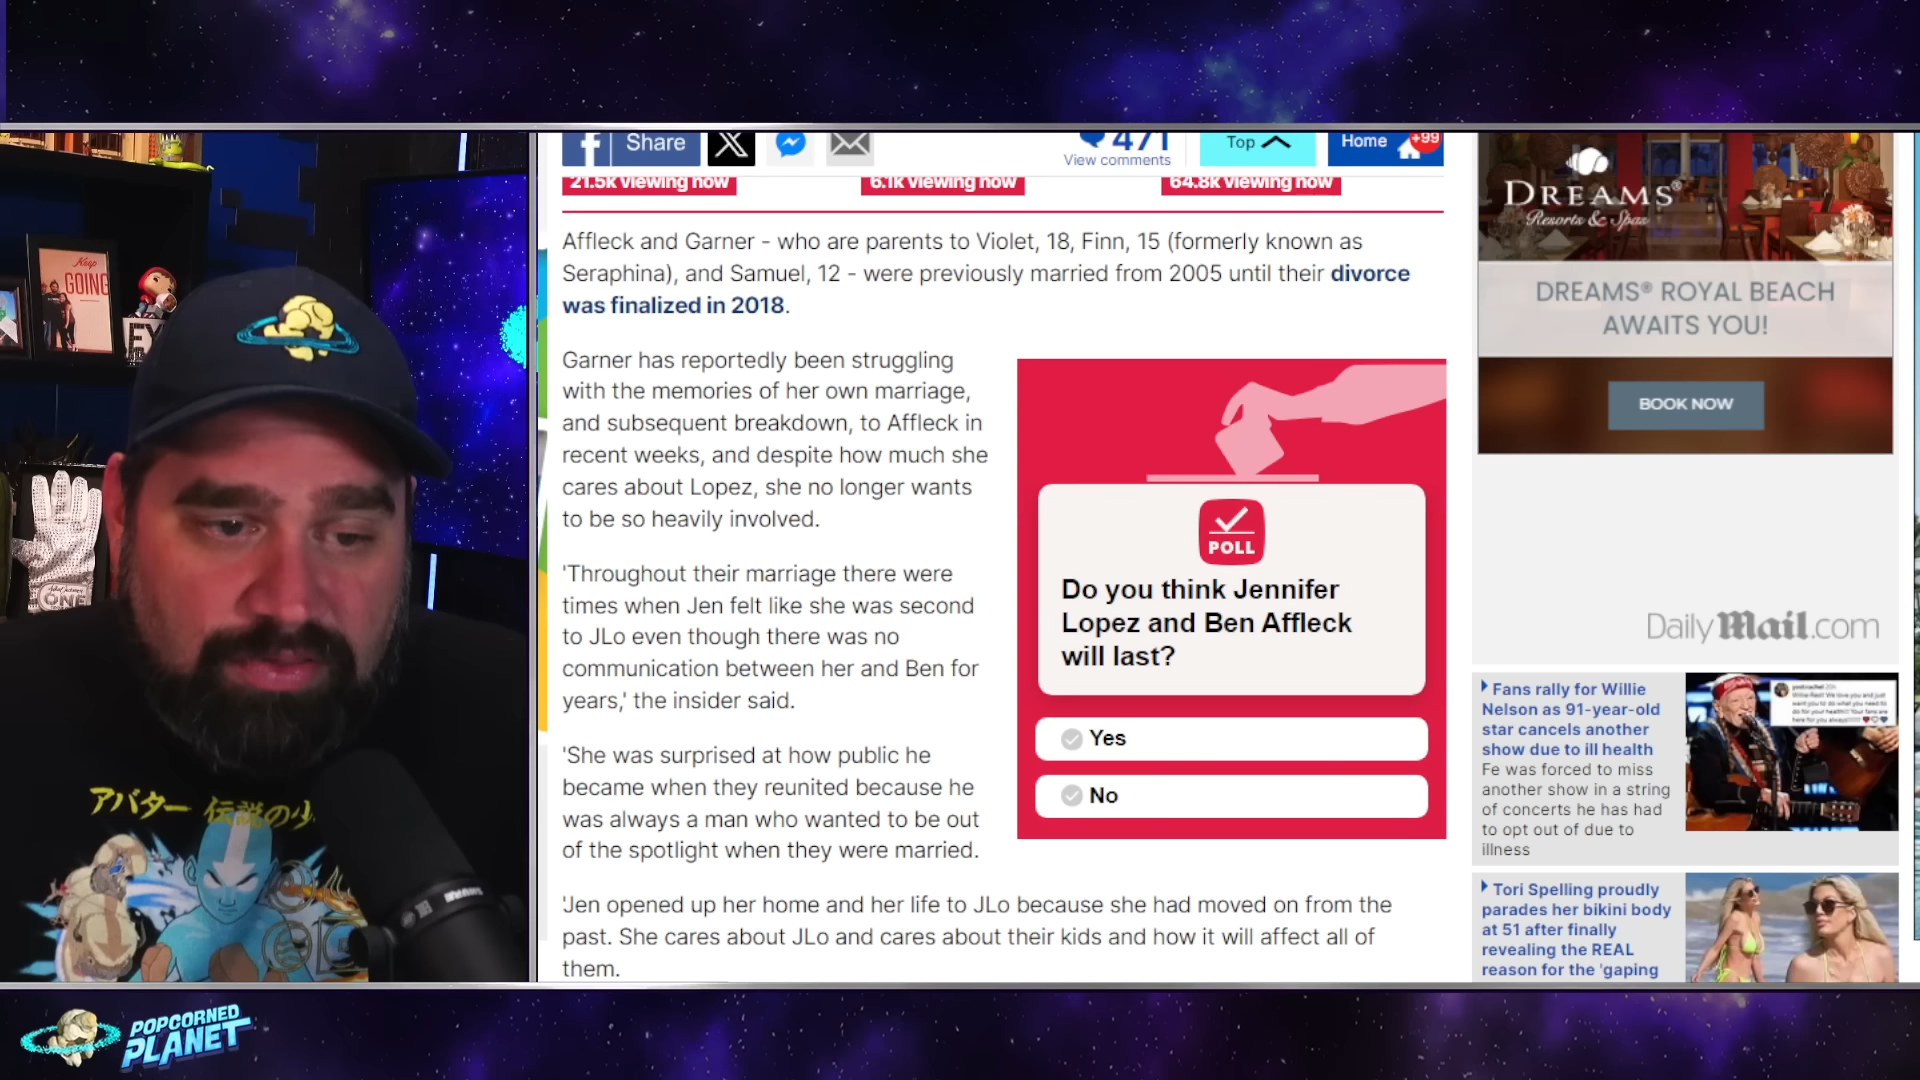 Keep
GOING
EY
ONE
アバター 伝説の少
POPCORNED
PLANET
Share
471
View comments
Top
Home
+99
21.5k viewing now
6.1k viewing now
64.8k viewing now
Affleck and Garner - who are parents to Violet, 18, Finn, 15 (formerly known as
Seraphina), and Samuel, 12 - were previously married from 2005 until their divorce
was finalized in 2018.
Garner has reportedly been struggling
with the memories of her own marriage,
and subsequent breakdown, to Affleck in
recent weeks, and despite how much she
cares about Lopez, she no longer wants
to be so heavily involved.
'Throughout their marriage there were
times when Jen felt like she was second
to JLo even though there was no
communication between her and Ben for
years,' the insider said.
'She was surprised at how public he
became when they reunited because he
was always a man who wanted to be out
of the spotlight when they were married.
'Jen opened up her home and her life to JLo because she had moved on from the
past. She cares about JLo and cares about their kids and how it will affect all of
them.
POLL
Do you think Jennifer
Lopez and Ben Affleck
will last?
Yes
No
DREAMS®
Resorts & Spas
DREAMS® ROYAL BEACH
AWAITS YOU!
BOOK NOW
DailyMail.com
Fans rally for Willie
Nelson as 91-year-old
star cancels another
show due to ill health
Fe was forced to miss
another show in a string
of concerts he has had
to opt out of due to
illness
Tori Spelling proudly
parades her bikini body
at 51 after finally
revealing the REAL
reason for the 'gaping